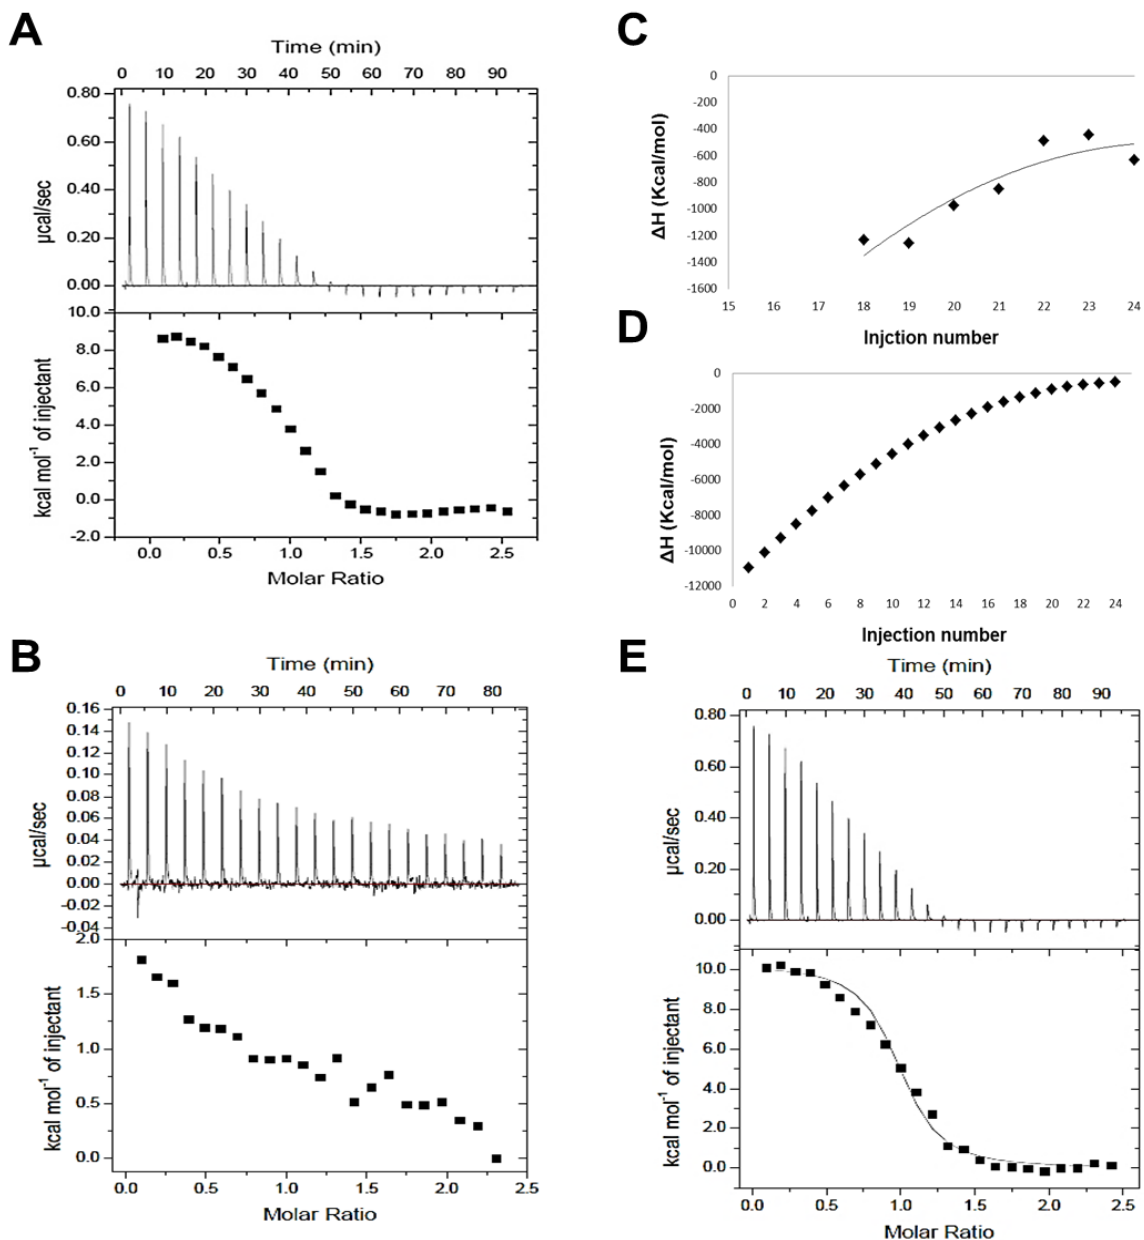 A
Time (min)
0 10 20 30 40 50 60 70 80 90
0.80
0.60
0.40
0.20
0.00
µcal/sec
10.0
8.0
6.0
4.0
2.0
0.0
-2.0
kcal mol⁻¹ of injectant
0.0 0.5 1.0 1.5 2.0 2.5
Molar Ratio
B
Time (min)
0 10 20 30 40 50 60 70 80
0.16
0.14
0.12
0.10
0.08
0.06
0.04
0.02
0.00
-0.02
-0.04
µcal/sec
2.0
1.5
1.0
0.5
0.0
kcal mol⁻¹ of injectant
0.0 0.5 1.0 1.5 2.0 2.5
Molar Ratio
C
0
-200
-400
-600
-800
-1000
-1200
-1400
-1600
ΔH (Kcal/mol)
15 16 17 18 19 20 21 22 23 24
Injction number
D
0
-2000
-4000
-6000
-8000
-10000
-12000
ΔH (Kcal/mol)
0 2 4 6 8 10 12 14 16 18 20 22 24
Injection number
E
Time (min)
0 10 20 30 40 50 60 70 80 90
0.80
0.60
0.40
0.20
0.00
µcal/sec
10.0
8.0
6.0
4.0
2.0
0.0
kcal mol⁻¹ of injectant
0.0 0.5 1.0 1.5 2.0 2.5
Molar Ratio